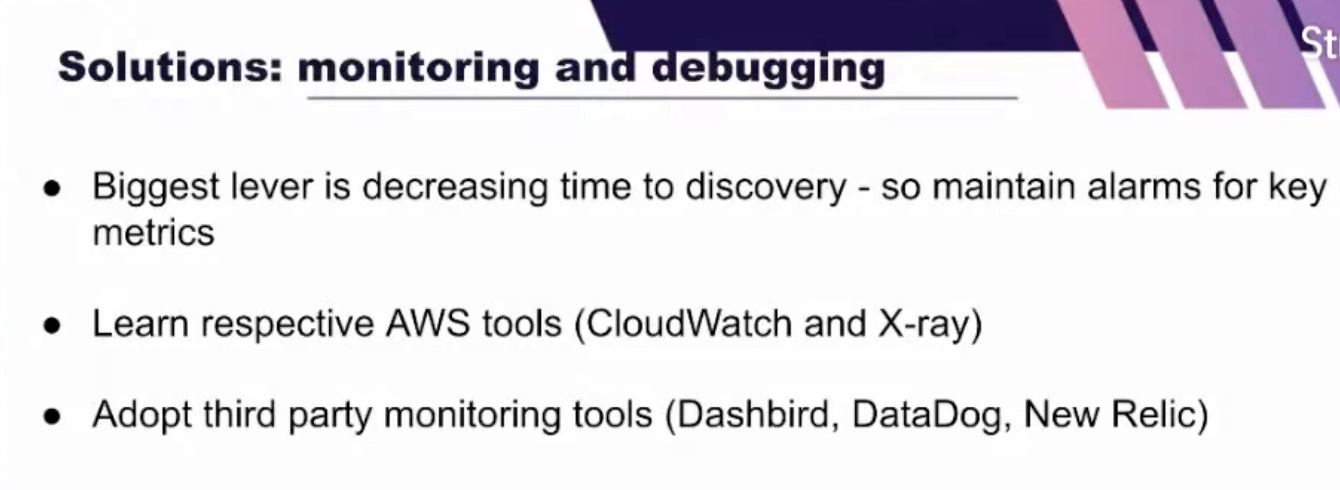 Solutions: monitoring and debugging
● Biggest lever is decreasing time to discovery - so maintain alarms for key
metrics
● Learn respective AWS tools (CloudWatch and X-ray)
● Adopt third party monitoring tools (Dashbird, DataDog, New Relic)